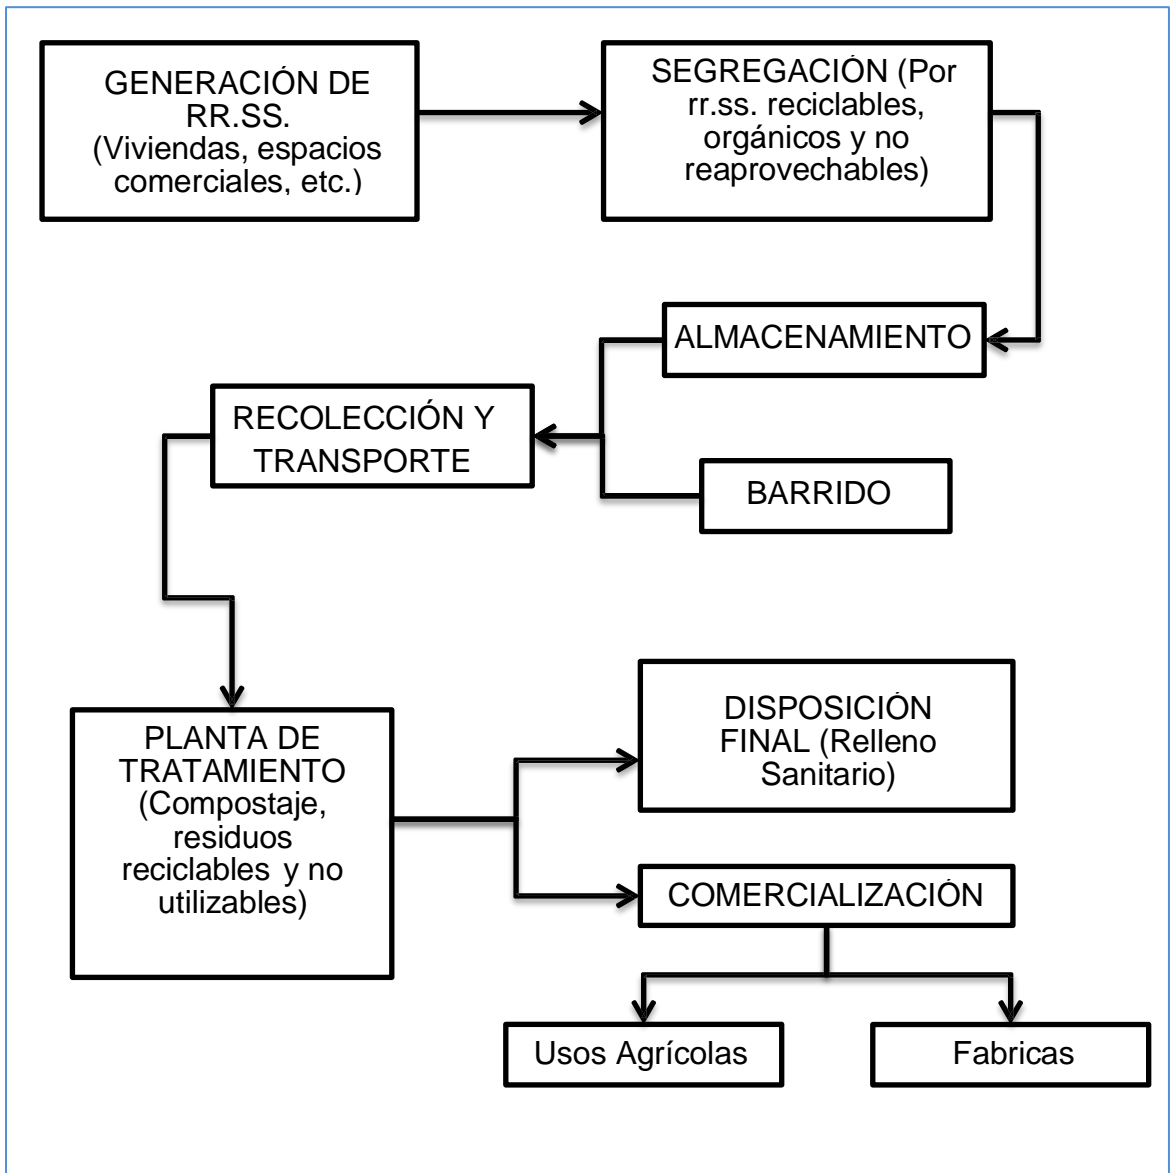 GENERACIÓN DE
RR.SS.
(Viviendas, espacios
comerciales, etc.)
SEGREGACIÓN (Por
rr.ss. reciclables,
orgánicos y no
reaprovechables)
ALMACENAMIENTO
RECOLECCIÓN Y
TRANSPORTE
BARRIDO
PLANTA DE
TRATAMIENTO
(Compostaje,
residuos
reciclables y no
utilizables)
DISPOSICIÓN
FINAL (Relleno
Sanitario)
COMERCIALIZACIÓN
Usos Agrícolas
Fabricas